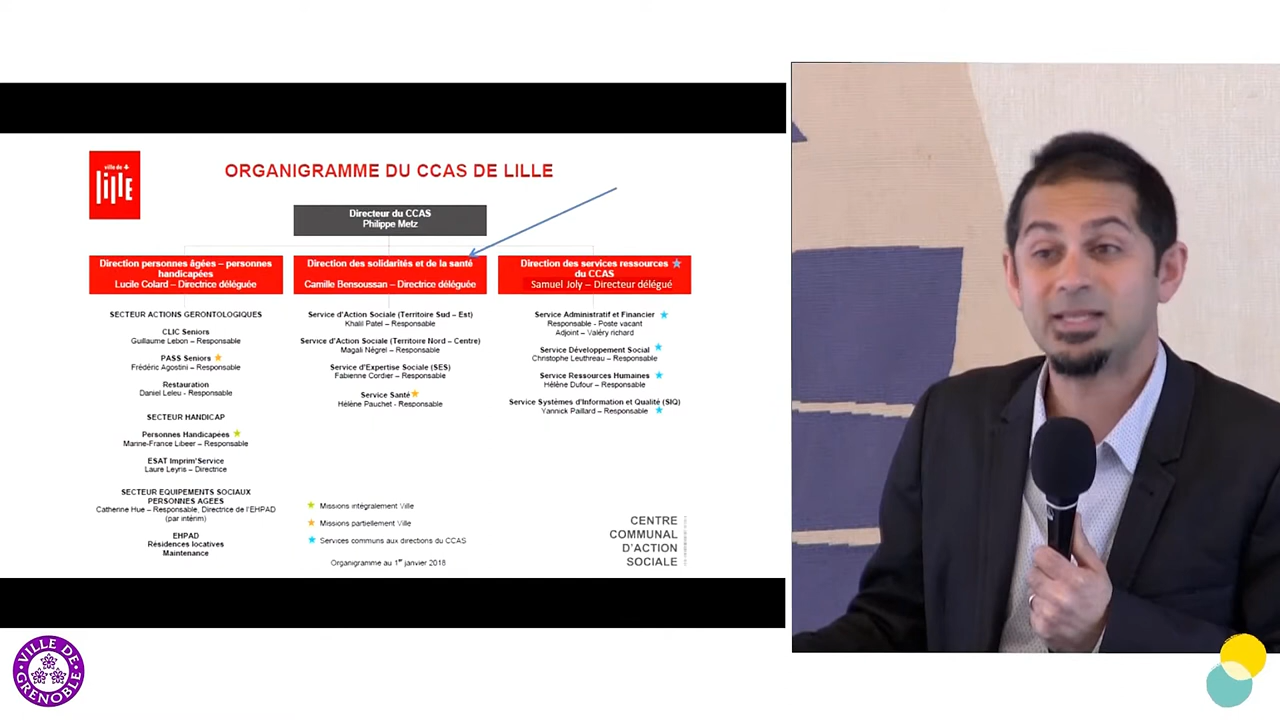 ville de
lille
ORGANIGRAMME DU CCAS DE LILLE
Directeur du CCAS
Philippe Metz
Direction personnes âgées – personnes
handicapées
Lucile Colard – Directrice déléguée
SECTEUR ACTIONS GERONTOLOGIQUES
CLIC Seniors
Guillaume Lebon – Responsable
PASS Seniors
Frédéric Agostini – Responsable
Restauration
Daniel Leleu - Responsable
SECTEUR HANDICAP
Personnes Handicapées
Marine-France Libeer – Responsable
ESAT Imprim'Service
Laure Leyris – Directrice
SECTEUR EQUIPEMENTS SOCIAUX
PERSONNES AGEES
Catherine Hue – Responsable, Directrice de l'EHPAD
(par intérim)
EHPAD
Résidences locatives
Maintenance
Direction des solidarités et de la santé
Camille Bensoussan – Directrice déléguée
Service d'Action Sociale (Territoire Sud – Est)
Khalil Patel – Responsable
Service d'Action Sociale (Territoire Nord – Centre)
Magali Négrel – Responsable
Service d'Expertise Sociale (SES)
Fabienne Cordier – Responsable
Service Santé
Hélène Pauchet - Responsable
Direction des services ressources
du CCAS
Samuel Joly – Directeur délégué
Service Administratif et Financier
Responsable - Poste vacant
Adjoint – Valéry richard
Service Développement Social
Christophe Leuthreau – Responsable
Service Ressources Humaines
Hélène Dufour – Responsable
Service Systèmes d'Information et Qualité (SIQ)
Yannick Paillard – Responsable
Missions intégralement Ville
Missions partiellement Ville
Services communs aux directions du CCAS
Organigramme au 1er janvier 2018
CENTRE
COMMUNAL
D'ACTION
SOCIALE
VILLE DE
GRENOBLE